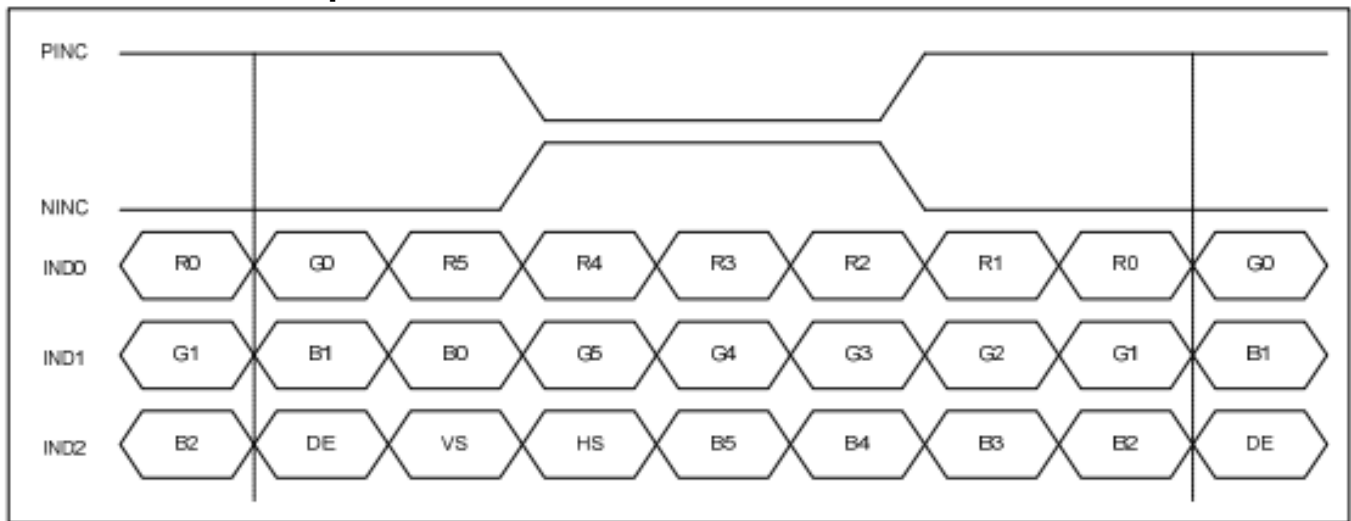 PINC
NINC
IND0 R0 G0 R5 R4 R3 R2 R1 R0 G0
IND1 G1 B1 B0 G5 G4 G3 G2 G1 B1
IND2 B2 DE VS HS B5 B4 B3 B2 DE